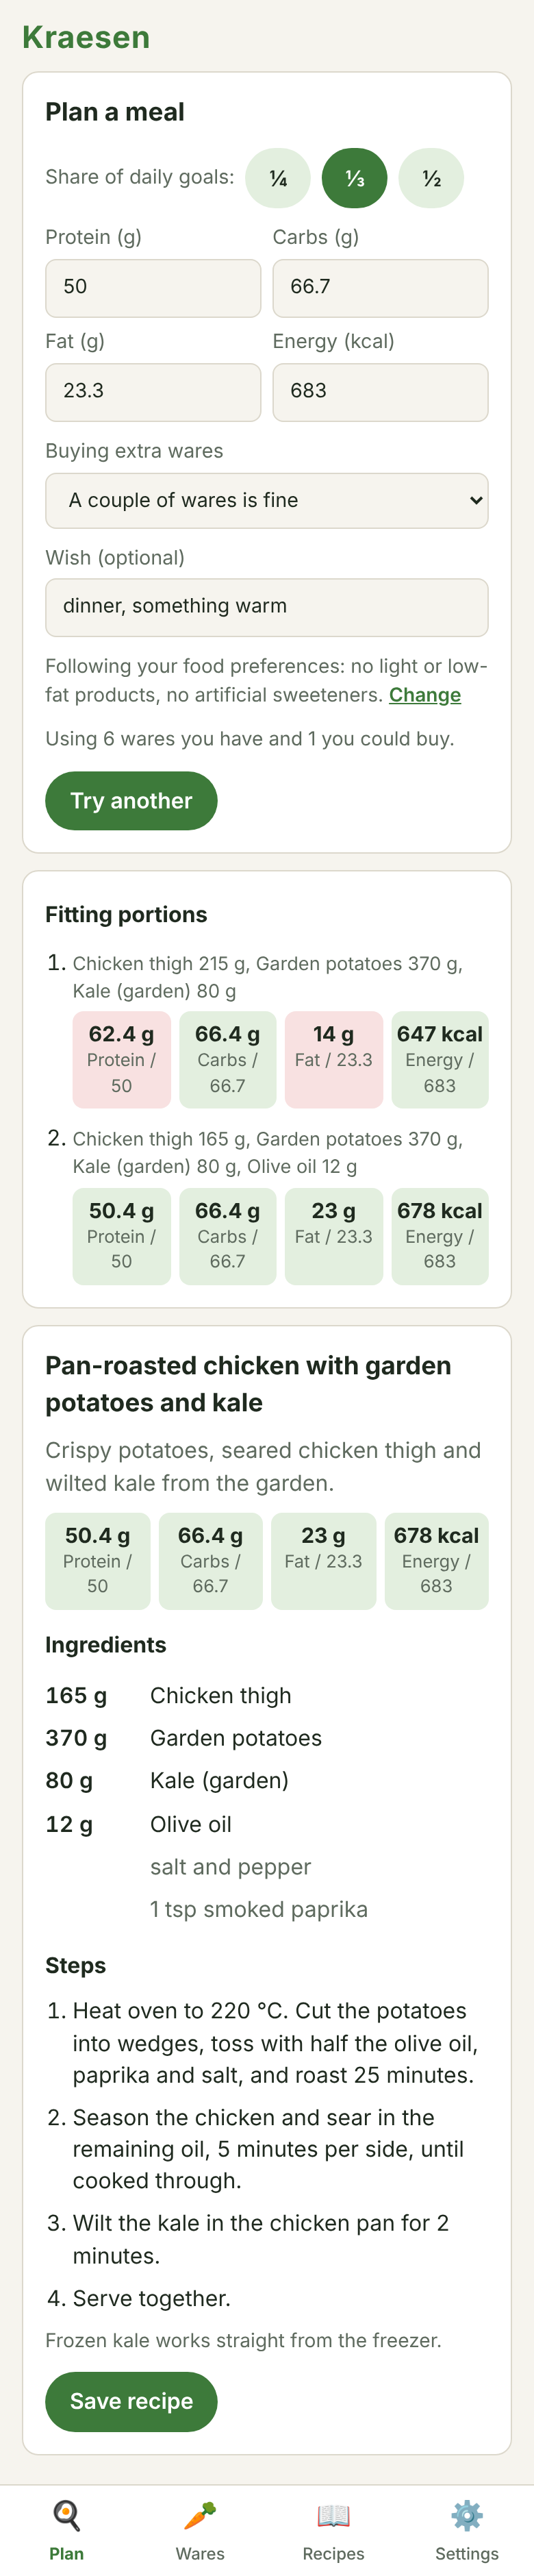 Kraesen
Plan a meal
Share of daily goals: ¼ ⅓ ½
Protein (g) Carbs (g)
50 66.7
Fat (g) Energy (kcal)
23.3 683
Buying extra wares
A couple of wares is fine
Wish (optional)
dinner, something warm
Following your food preferences: no light or low-
fat products, no artificial sweeteners. Change
Using 6 wares you have and 1 you could buy.
Try another
Fitting portions
1. Chicken thigh 215 g, Garden potatoes 370 g,
Kale (garden) 80 g
62.4 g 66.4 g 14 g 647 kcal
Protein / Carbs / Fat / 23.3 Energy /
50 66.7 683
2. Chicken thigh 165 g, Garden potatoes 370 g,
Kale (garden) 80 g, Olive oil 12 g
50.4 g 66.4 g 23 g 678 kcal
Protein / Carbs / Fat / 23.3 Energy /
50 66.7 683
Pan-roasted chicken with garden
potatoes and kale
Crispy potatoes, seared chicken thigh and
wilted kale from the garden.
50.4 g 66.4 g 23 g 678 kcal
Protein / Carbs / Fat / 23.3 Energy /
50 66.7 683
Ingredients
165 g Chicken thigh
370 g Garden potatoes
80 g Kale (garden)
12 g Olive oil
salt and pepper
1 tsp smoked paprika
Steps
1. Heat oven to 220 °C. Cut the potatoes
into wedges, toss with half the olive oil,
paprika and salt, and roast 25 minutes.
2. Season the chicken and sear in the
remaining oil, 5 minutes per side, until
cooked through.
3. Wilt the kale in the chicken pan for 2
minutes.
4. Serve together.
Frozen kale works straight from the freezer.
Save recipe
Plan Wares Recipes Settings